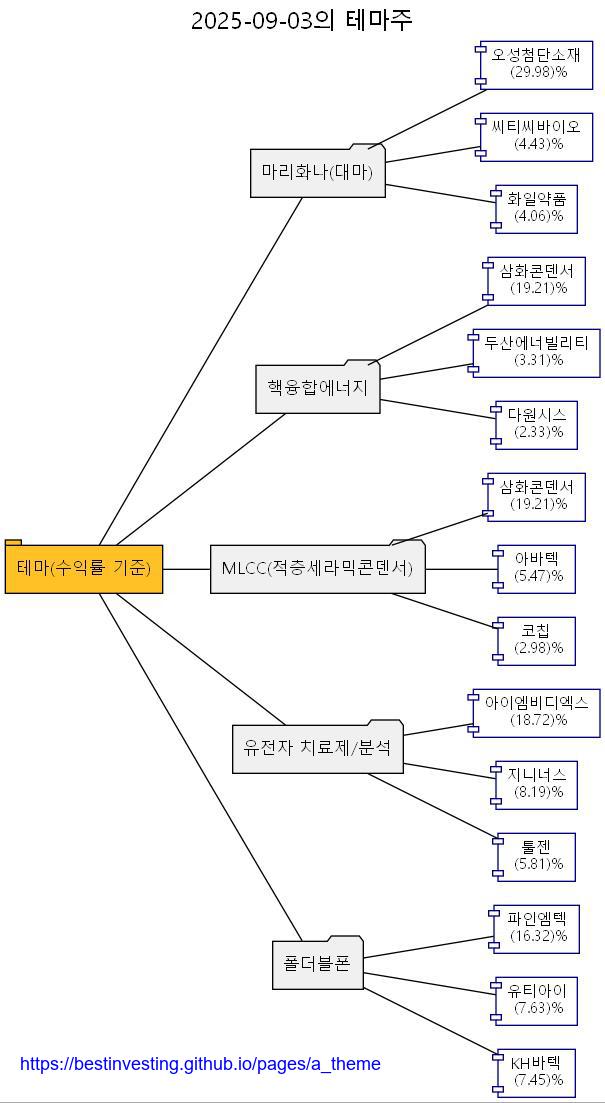 2025-09-03의 테마주
테마(수익률 기준)
마리화나(대마)
오성첨단소재
(29.98)%
씨티씨바이오
(4.43)%
화일약품
(4.06)%
핵융합에너지
삼화콘덴서
(19.21)%
두산에너빌리티
(3.31)%
다원시스
(2.33)%
MLCC(적층세라믹콘덴서)
삼화콘덴서
(19.21)%
아바텍
(5.47)%
코칩
(2.98)%
유전자 치료제/분석
아이엠비디엑스
(18.72)%
지니너스
(8.19)%
툴젠
(5.81)%
폴더블폰
파인엠텍
(16.32)%
유티아이
(7.63)%
KH바텍
(7.45)%
https://bestinvesting.github.io/pages/a_theme